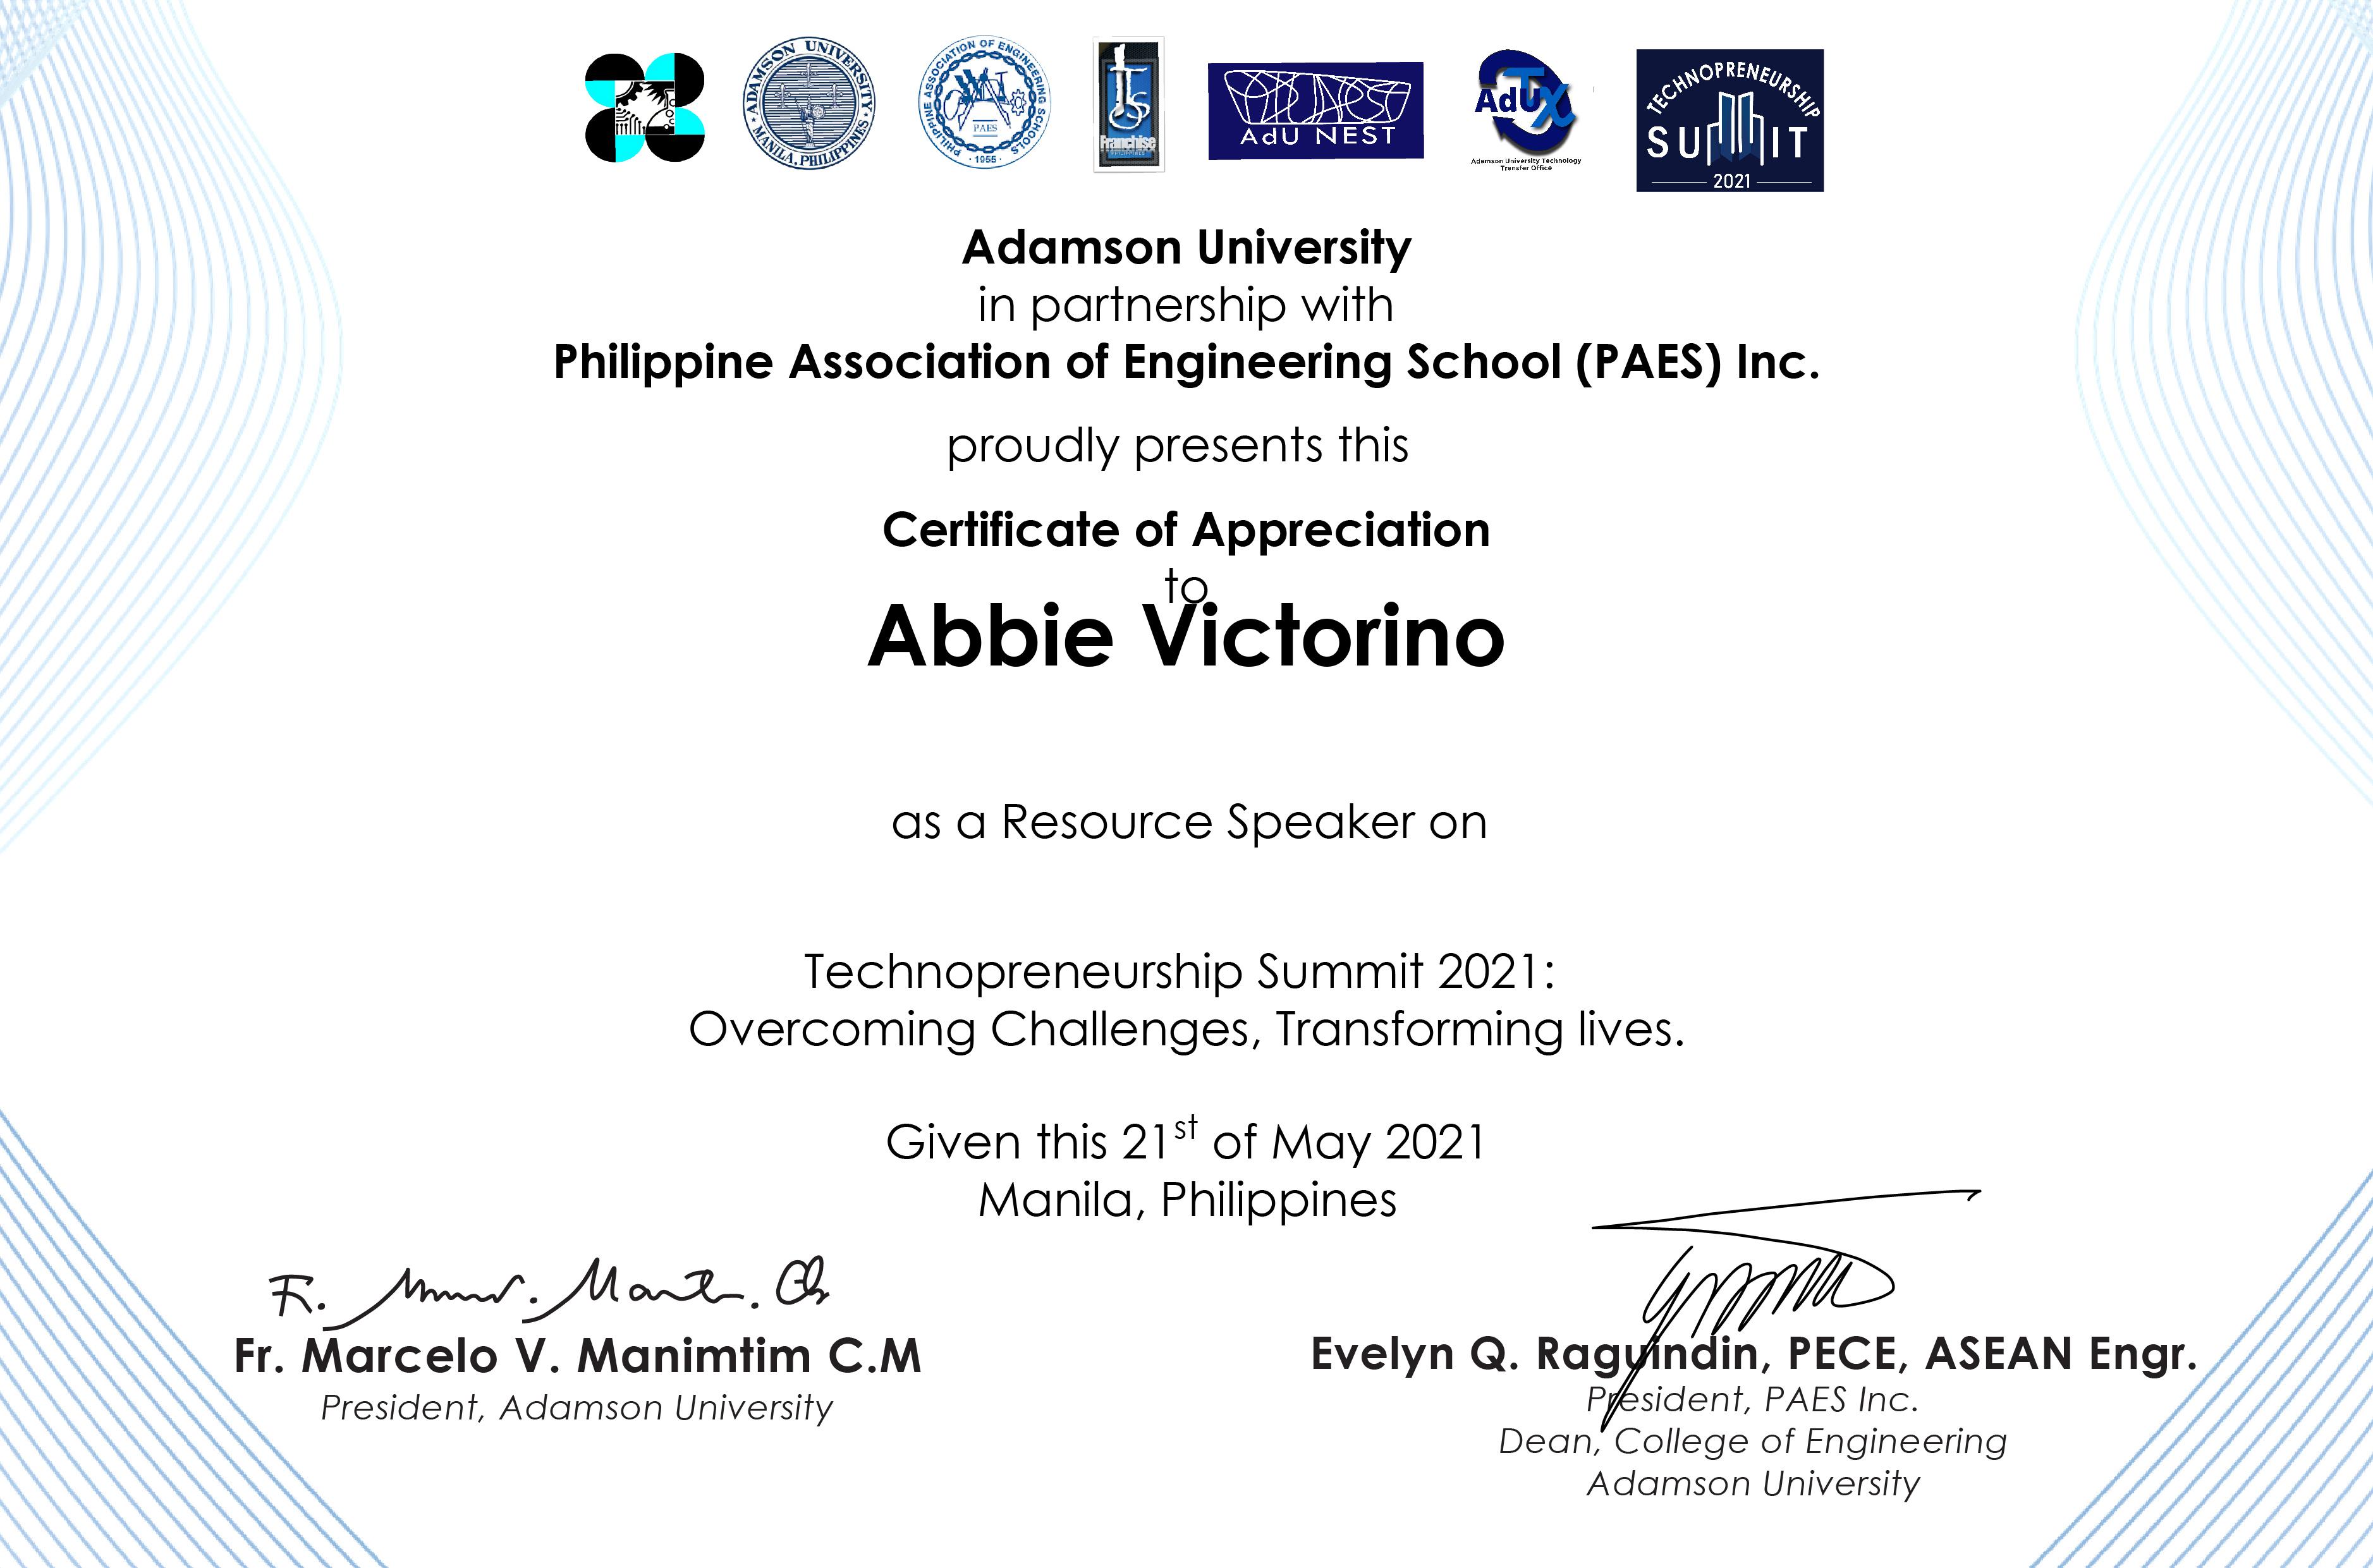 ADAMSON UNIVERSITY
MANILA, PHILIPPINES
PHILIPPINE ASSOCIATION OF ENGINEERING SCHOOLS
PAES
1955
Franchise
AdU NEST
AdUTX
Adamson University Technology
Transfer Office
TECHNOPRENEURSHIP
SUMMIT
2021
Adamson University
in partnership with
Philippine Association of Engineering School (PAES) Inc.
proudly presents this
Certificate of Appreciation
to
Abbie Victorino
as a Resource Speaker on
Technopreneurship Summit 2021:
Overcoming Challenges, Transforming lives.
Given this 21st of May 2021
Manila, Philippines
Fr. Marcelo V. Manimtim C.M
President, Adamson University
Evelyn Q. Raguindin, PECE, ASEAN Engr.
President, PAES Inc.
Dean, College of Engineering
Adamson University